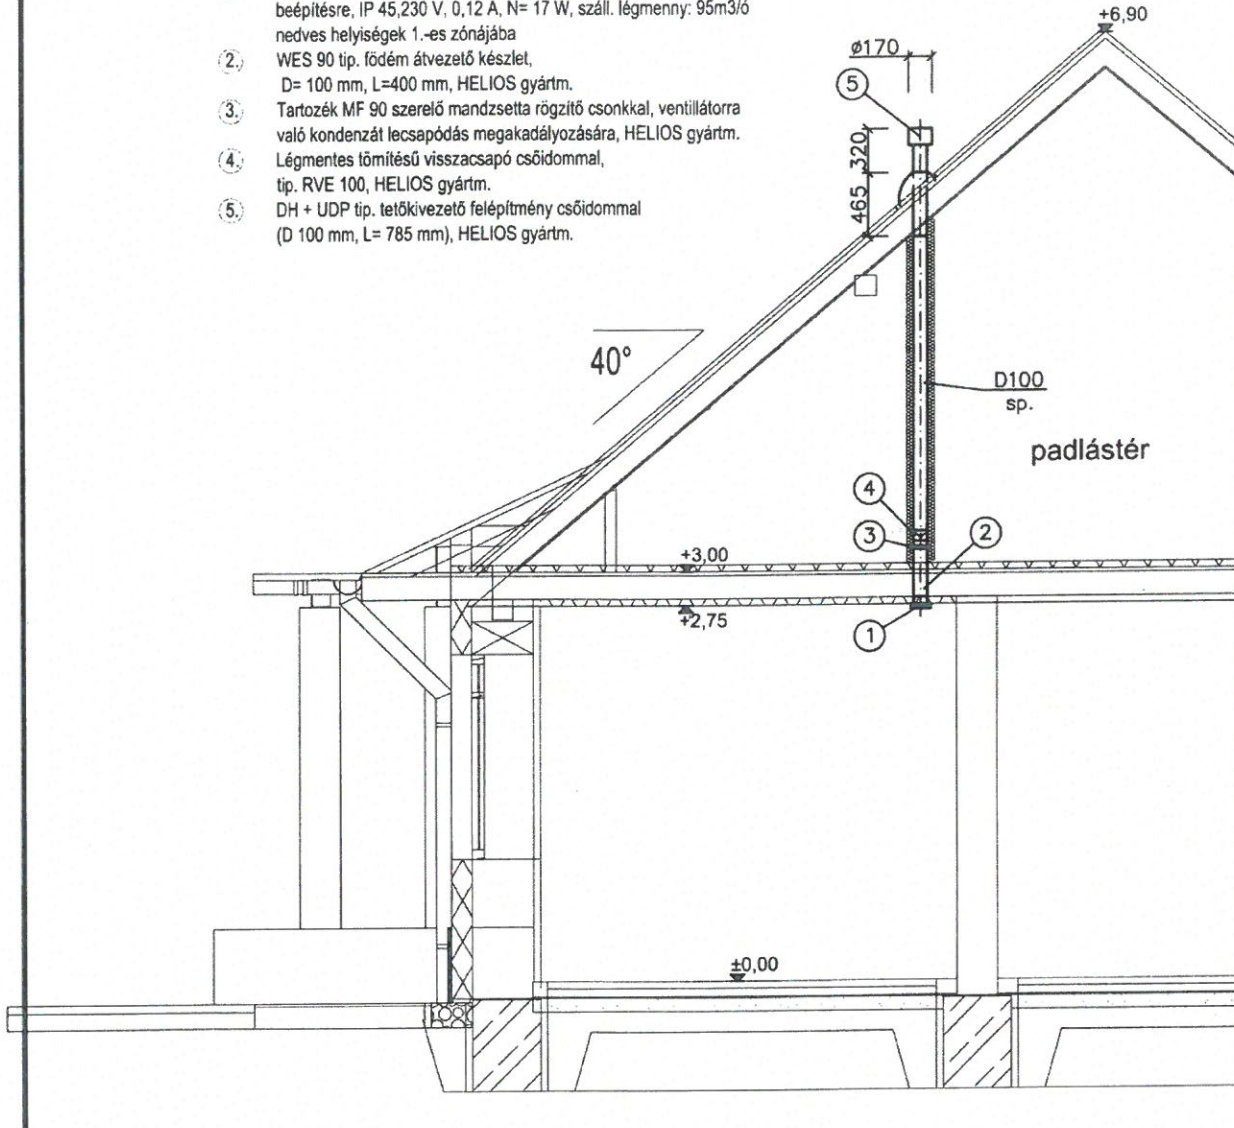 beépítésre, IP 45,230 V, 0,12 A, N= 17 W, száll. légmenny: 95m3/ó
nedves helyiségek 1.-es zónájába
2. WES 90 tip. födém átvezető készlet,
D= 100 mm, L=400 mm, HELIOS gyártm.
3. Tartozék MF 90 szerelő mandzsetta rögzítő csonkkal, ventillátorra
való kondenzát lecsapódás megakadályozására, HELIOS gyártm.
4. Légmentes tömítésű visszacsapó csőidommal,
tip. RVE 100, HELIOS gyártm.
5. DH + UDP tip. tetőkivezető felépítmény csőidommal
(D 100 mm, L= 785 mm), HELIOS gyártm.
+6,90
ø170
5
320
465
40°
D100
sp.
padlástér
4
3
2
+3,00
+2,75
1
±0,00